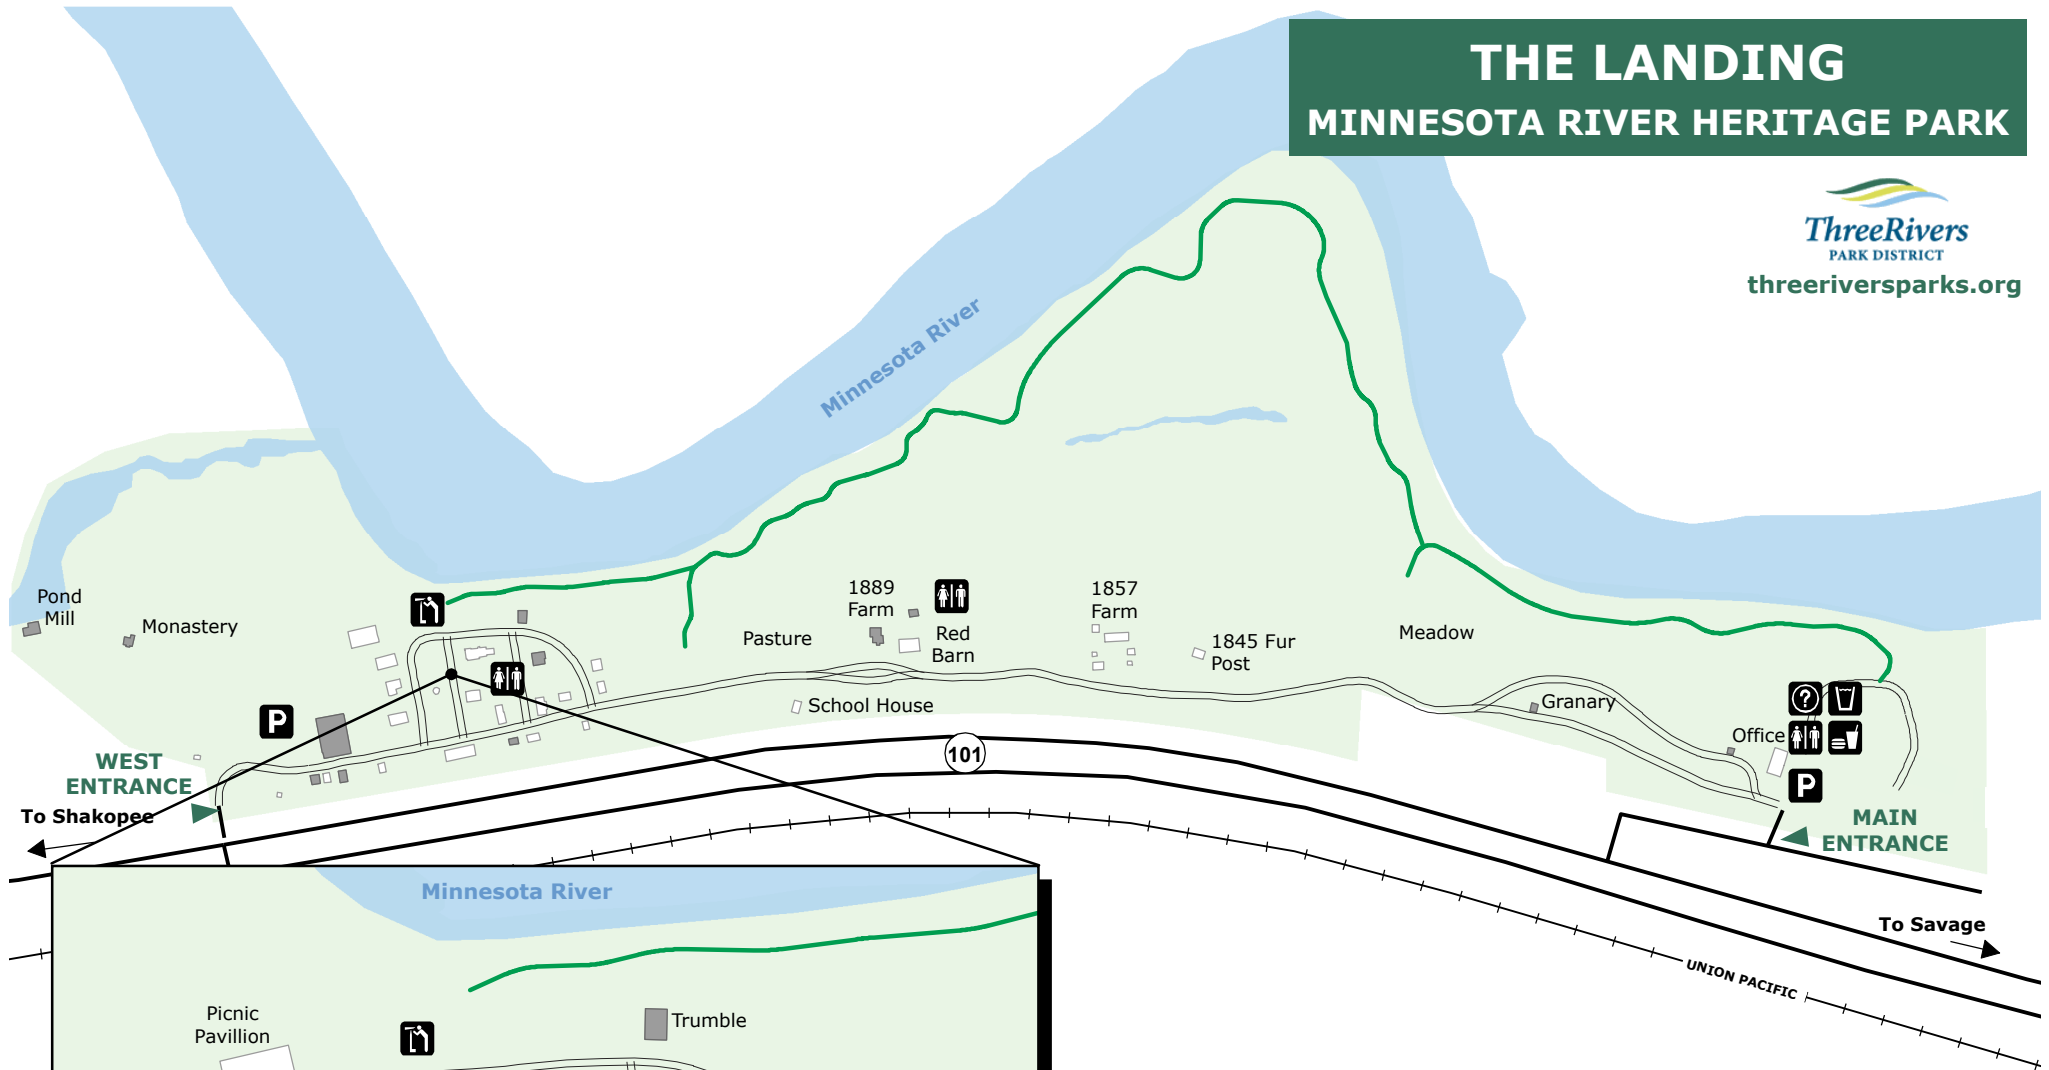 THE LANDING
MINNESOTA RIVER HERITAGE PARK
ThreeRivers
PARK DISTRICT
threeriversparks.org
Minnesota River
Pond
Mill
Monastery
1889
Farm
Red
Barn
Pasture
1857
Farm
1845 Fur
Post
Meadow
School House
Granary
Office
?
P
P
WEST
ENTRANCE
To Shakopee
101
MAIN
ENTRANCE
To Savage
UNION PACIFIC
Minnesota River
Picnic
Pavillion
Trumble